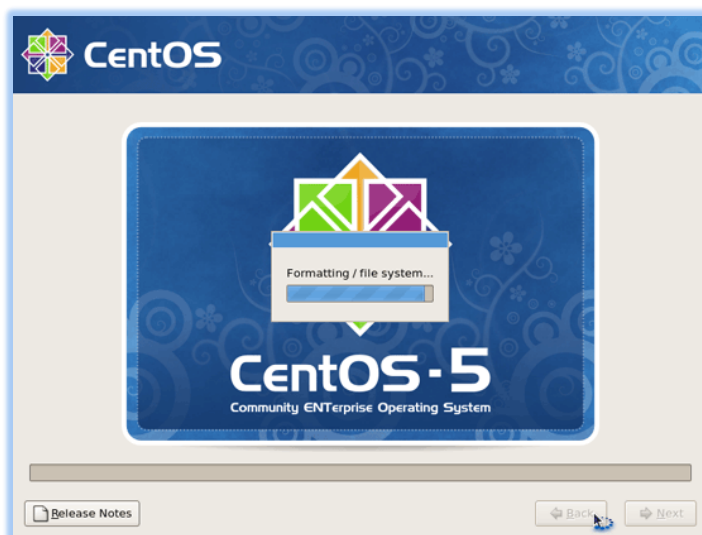 CentOS
Formatting / file system...
CentOS-5
Community ENTerprise Operating System
Release Notes
Back
Next